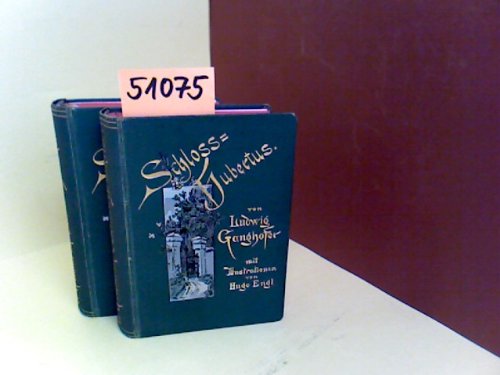 51075
Schloss=
Hubertus.
von
Ludwig
Ganghofer
mit
Illustrationen
von
Hugo Engl